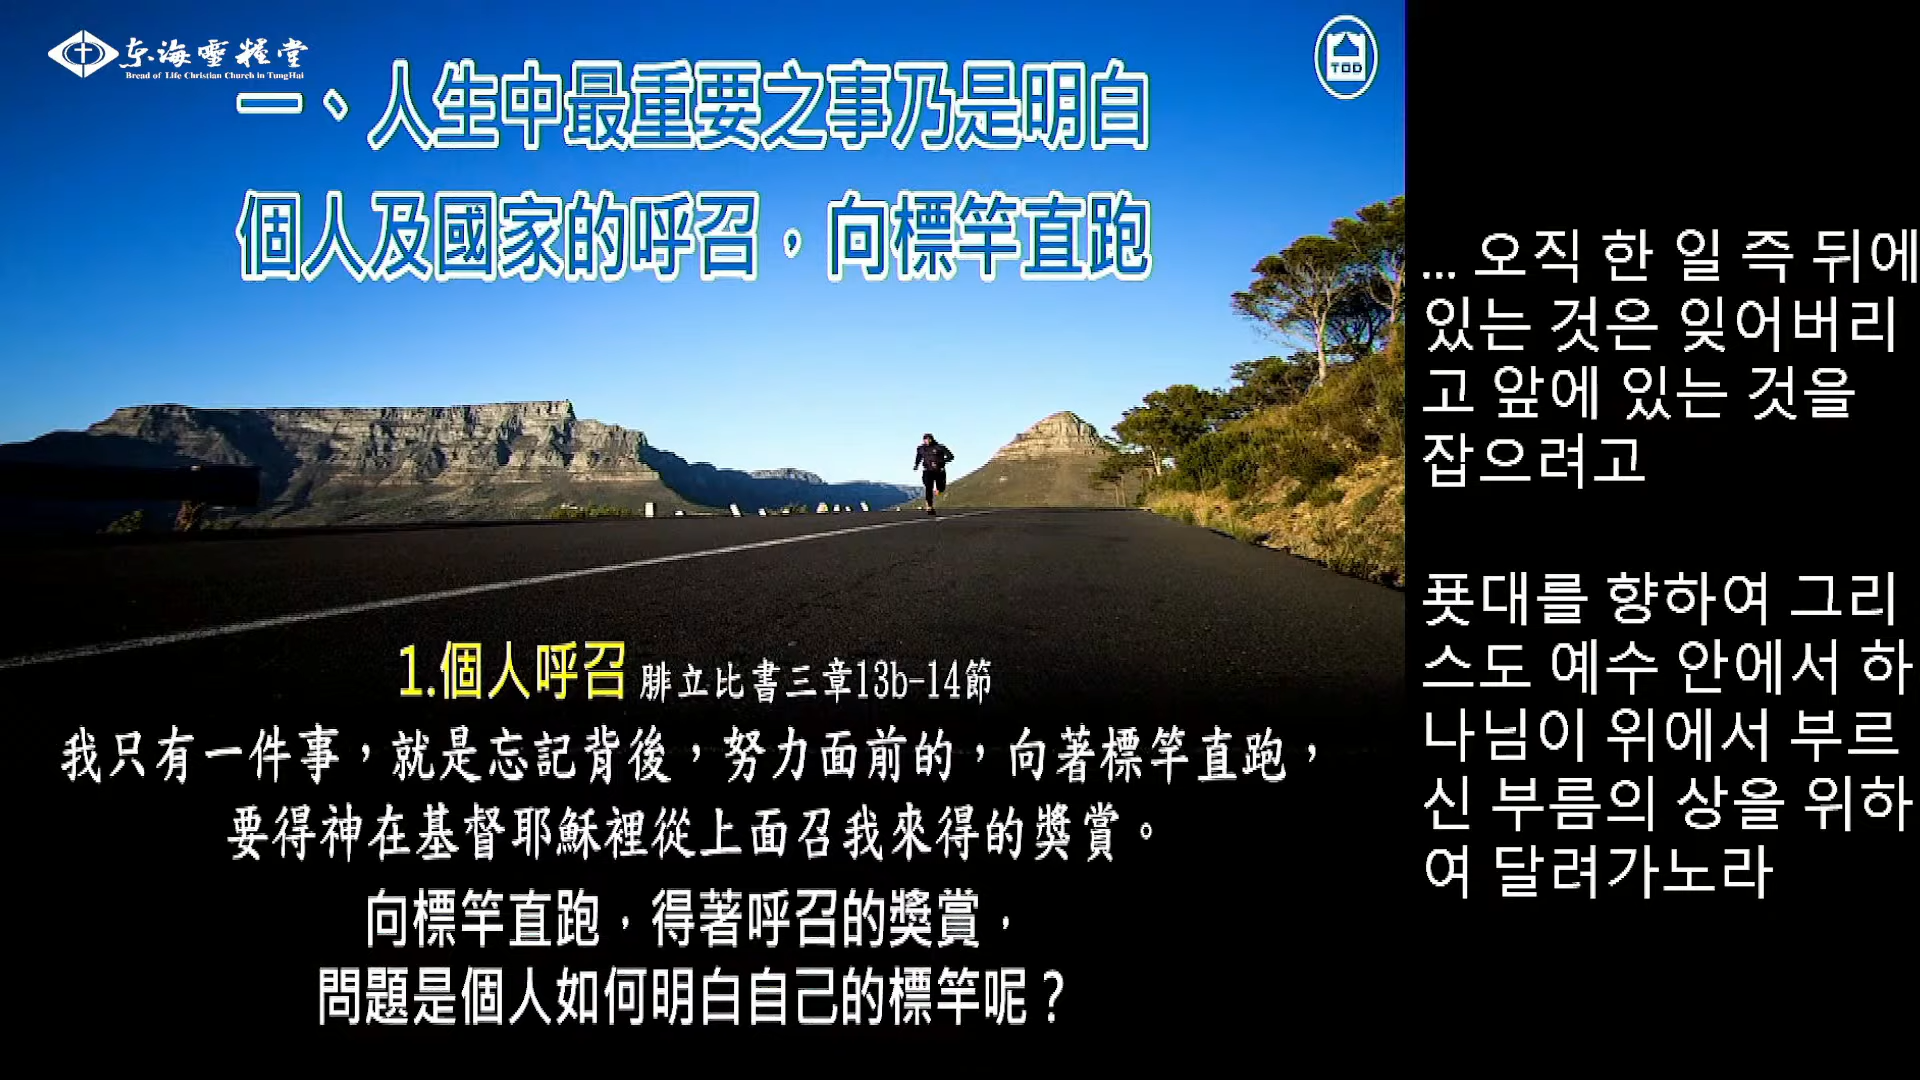 东海靈糧堂
Bread of Life Christian Church in TungHai
TOD
一、人生中最重要之事乃是明白
個人及國家的呼召，向標竿直跑
1.個人呼召 腓立比書三章13b-14節
我只有一件事，就是忘記背後，努力面前的，向著標竿直跑，
要得神在基督耶穌裡從上面召我來得的獎賞。
向標竿直跑，得著呼召的獎賞，
問題是個人如何明白自己的標竿呢？
... 오직 한 일 즉 뒤에
있는 것은 잊어버리
고 앞에 있는 것을
잡으려고
푯대를 향하여 그리
스도 예수 안에서 하
나님이 위에서 부르
신 부름의 상을 위하
여 달려가노라